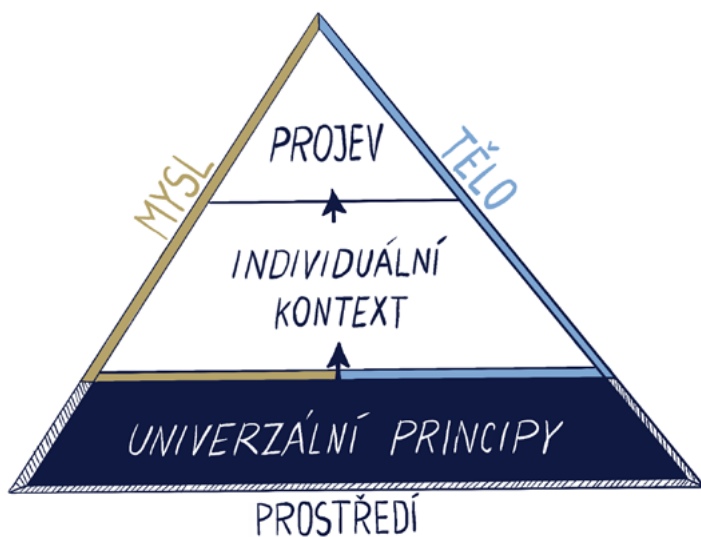 PROJEV
MYSL
TĚLO
INDIVIDUÁLNÍ
KONTEXT
UNIVERZÁLNÍ PRINCIPY
PROSTŘEDÍ